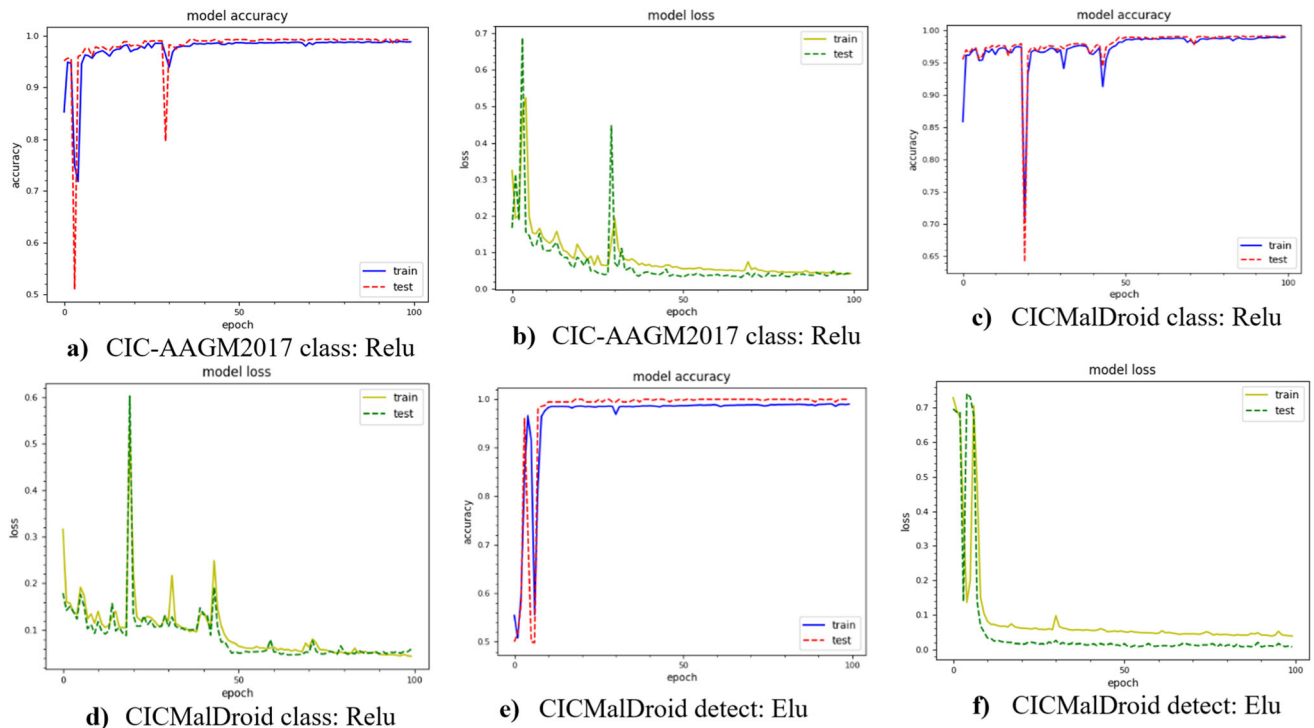 model accuracy
1.0
0.9
0.8
0.7
0.6
0.5
accuracy
train
test
0
50
100
epoch
a) CIC-AAGM2017 class: Relu
model loss
0.7
0.6
0.5
0.4
0.3
0.2
0.1
0.0
loss
train
test
0
50
100
epoch
b) CIC-AAGM2017 class: Relu
model accuracy
1.00
0.95
0.90
0.85
0.80
0.75
0.70
0.65
accuracy
train
test
0
50
100
epoch
c) CICMalDroid class: Relu
model loss
0.6
0.5
0.4
0.3
0.2
0.1
loss
train
test
0
50
100
epoch
d) CICMalDroid class: Relu
model accuracy
1.0
0.9
0.8
0.7
0.6
0.5
accuracy
train
test
0
50
100
epoch
e) CICMalDroid detect: Elu
model loss
0.7
0.6
0.5
0.4
0.3
0.2
0.1
0.0
loss
train
test
0
50
100
epoch
f) CICMalDroid detect: Elu